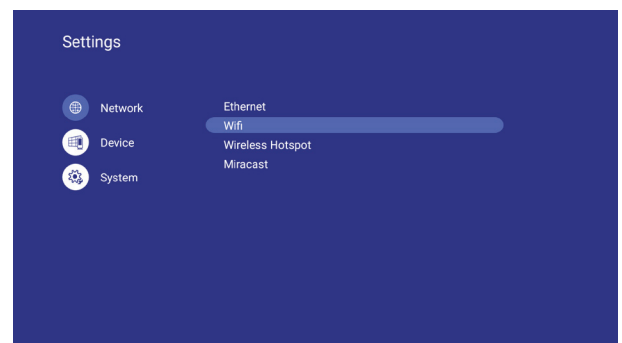 Settings
Network
Device
System
Ethernet
Wifi
Wireless Hotspot
Miracast